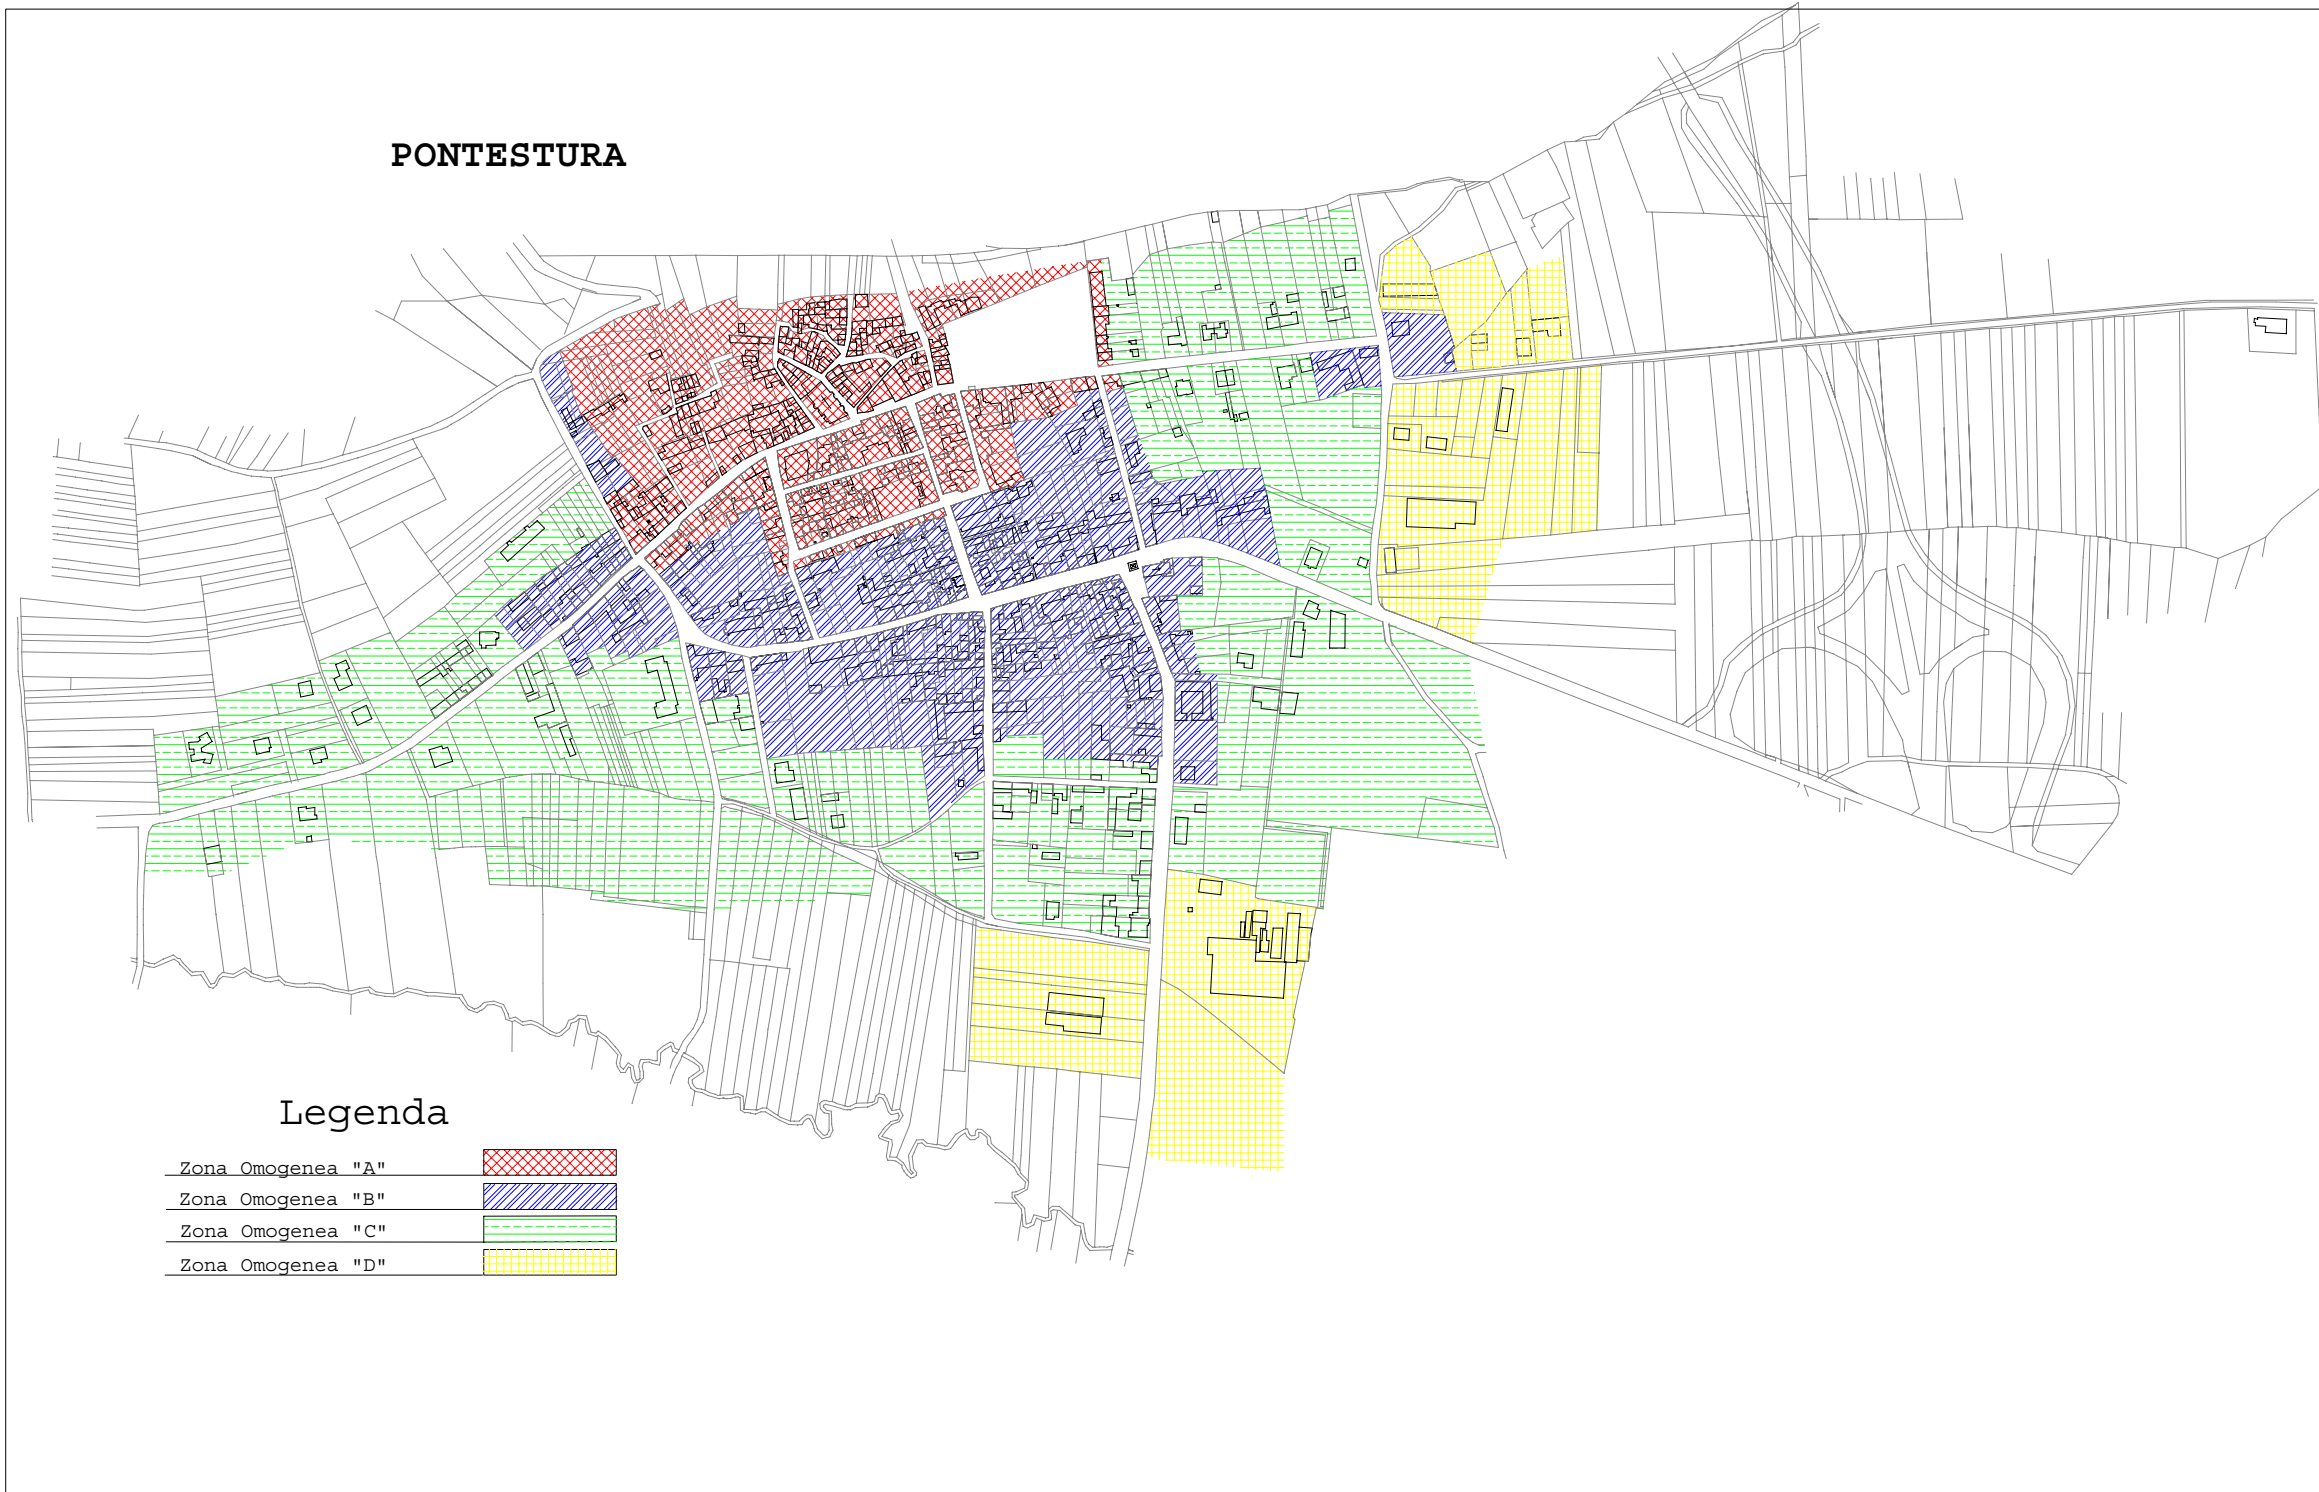 PONTESTURA
Legenda
Zona Omogenea "A"
Zona Omogenea "B"
Zona Omogenea "C"
Zona Omogenea "D"